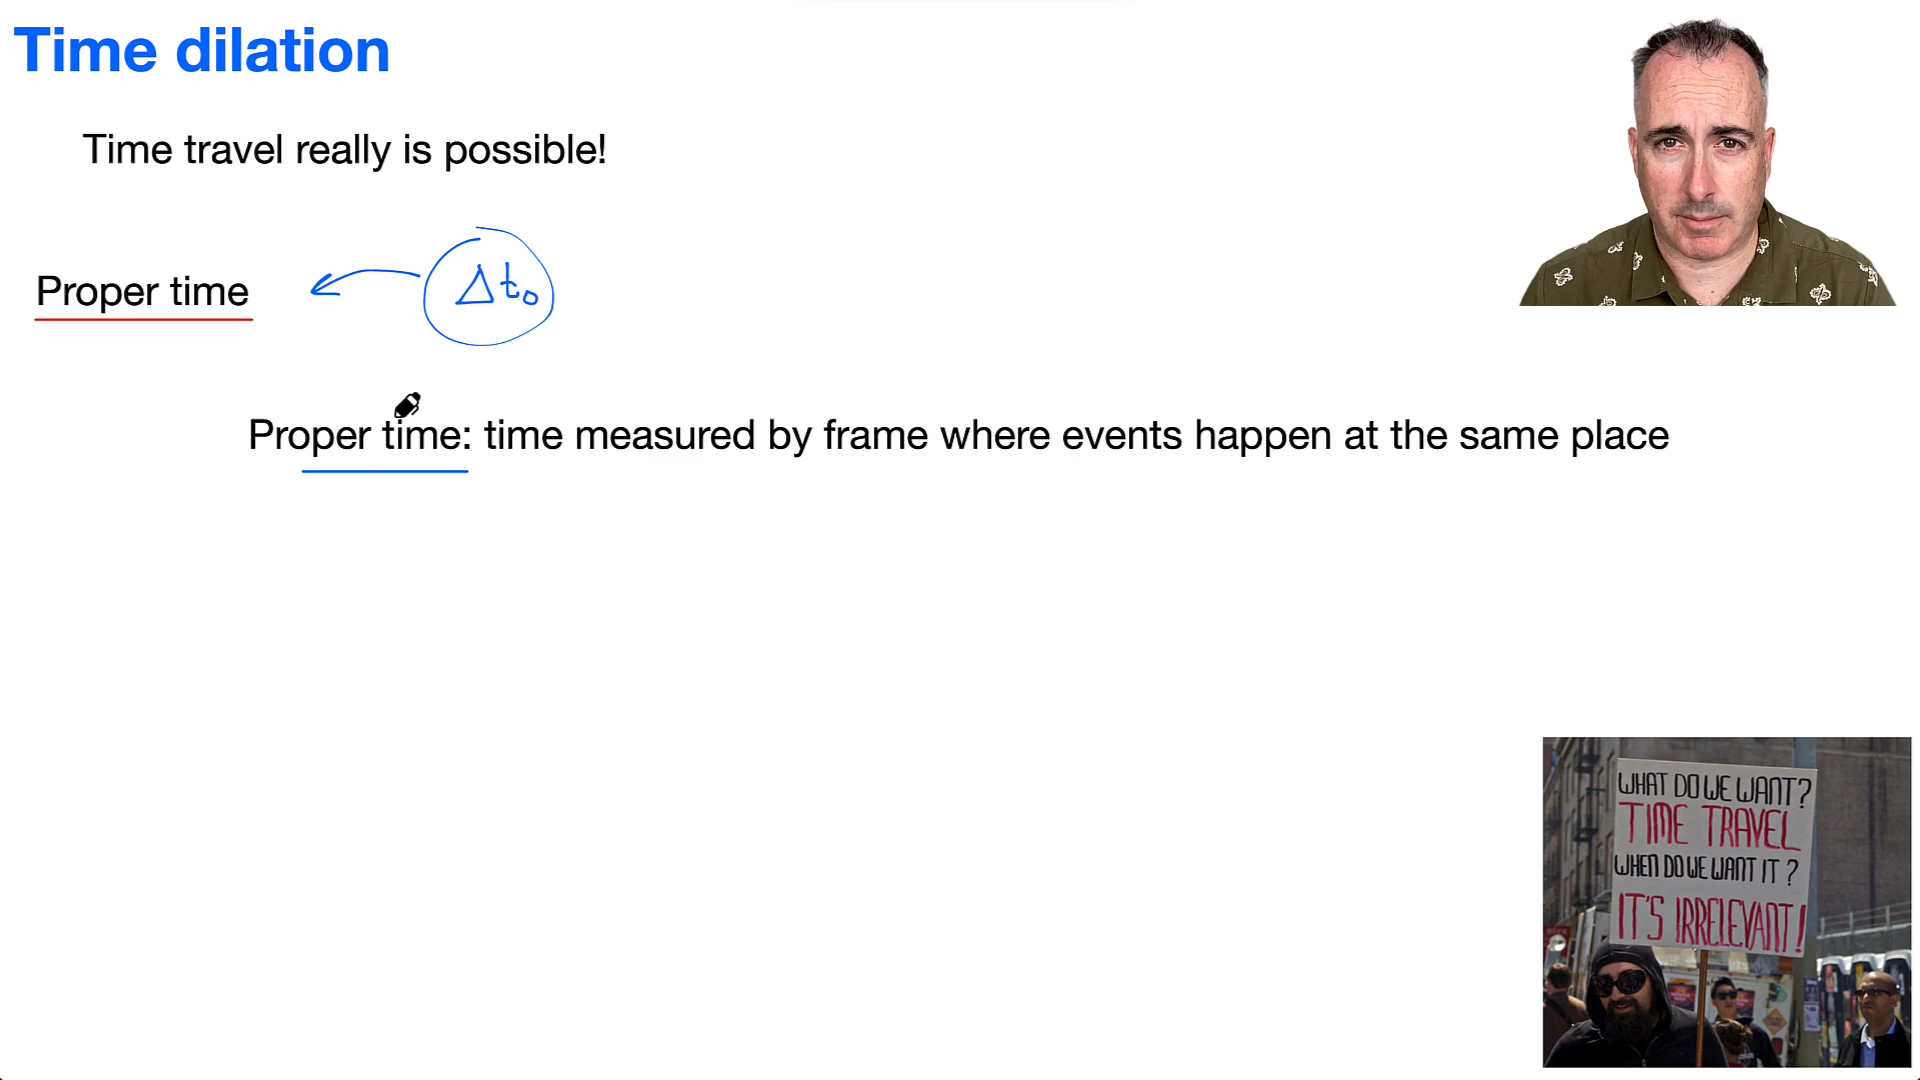 Time dilation
Time travel really is possible!
Proper time
Δt₀
Proper time: time measured by frame where events happen at the same place
WHAT DO WE WANT?
TIME TRAVEL
WHEN DO WE WANT IT?
IT'S IRRELEVANT!